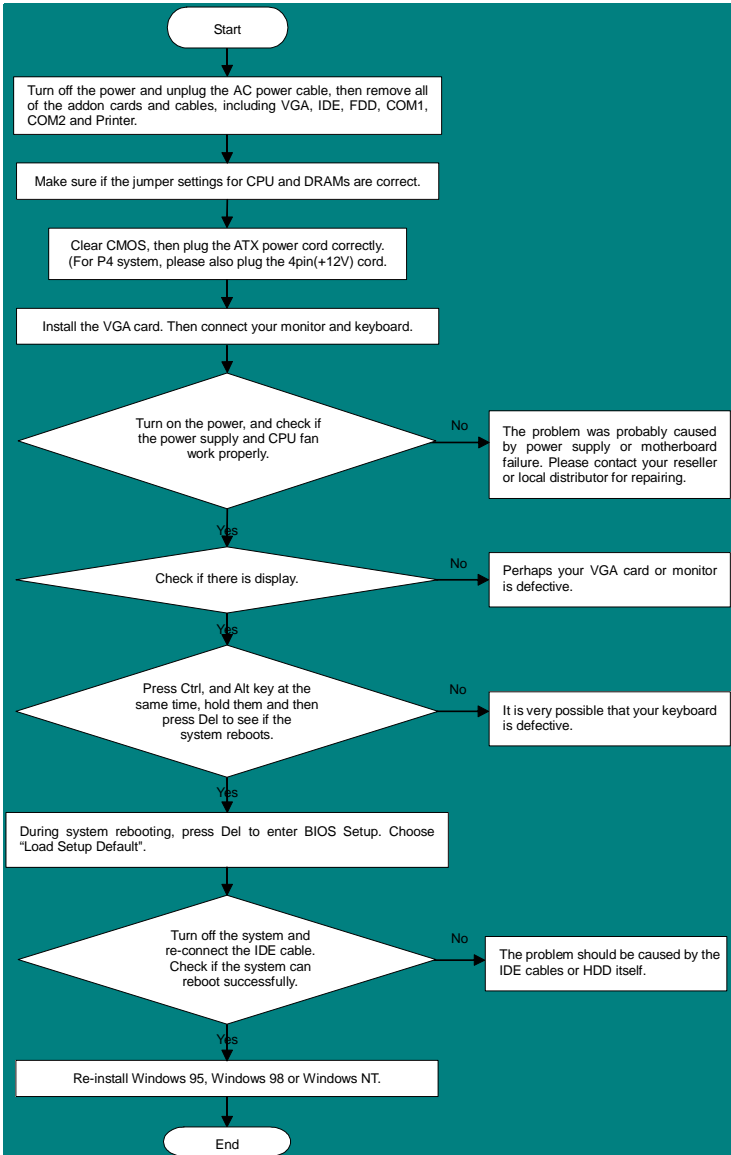 Start
Turn off the power and unplug the AC power cable, then remove all
of the addon cards and cables, including VGA, IDE, FDD, COM1,
COM2 and Printer.
Make sure if the jumper settings for CPU and DRAMs are correct.
Clear CMOS, then plug the ATX power cord correctly.
(For P4 system, please also plug the 4pin(+12V) cord.
Install the VGA card. Then connect your monitor and keyboard.
Turn on the power, and check if
the power supply and CPU fan
work properly.
No
The problem was probably caused
by power supply or motherboard
failure. Please contact your reseller
or local distributor for repairing.
Yes
Check if there is display.
No
Perhaps your VGA card or monitor
is defective.
Yes
Press Ctrl, and Alt key at the
same time, hold them and then
press Del to see if the
system reboots.
No
It is very possible that your keyboard
is defective.
Yes
During system rebooting, press Del to enter BIOS Setup. Choose
“Load Setup Default”.
Turn off the system and
re-connect the IDE cable.
Check if the system can
reboot successfully.
No
The problem should be caused by the
IDE cables or HDD itself.
Yes
Re-install Windows 95, Windows 98 or Windows NT.
End